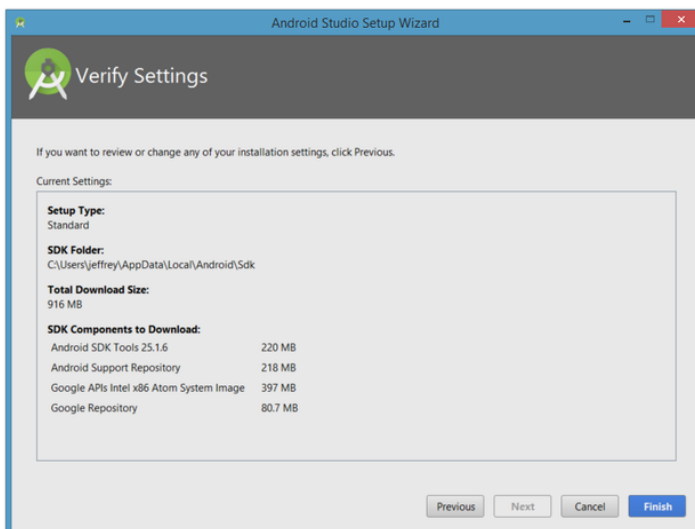 Android Studio Setup Wizard
Verify Settings
If you want to review or change any of your installation settings, click Previous.
Current Settings:
Setup Type:
Standard
SDK Folder:
C:\Users\jeffrey\AppData\Local\Android\Sdk
Total Download Size:
916 MB
SDK Components to Download:
Android SDK Tools 25.1.6 220 MB
Android Support Repository 218 MB
Google APIs Intel x86 Atom System Image 397 MB
Google Repository 80.7 MB
Previous Next Cancel Finish